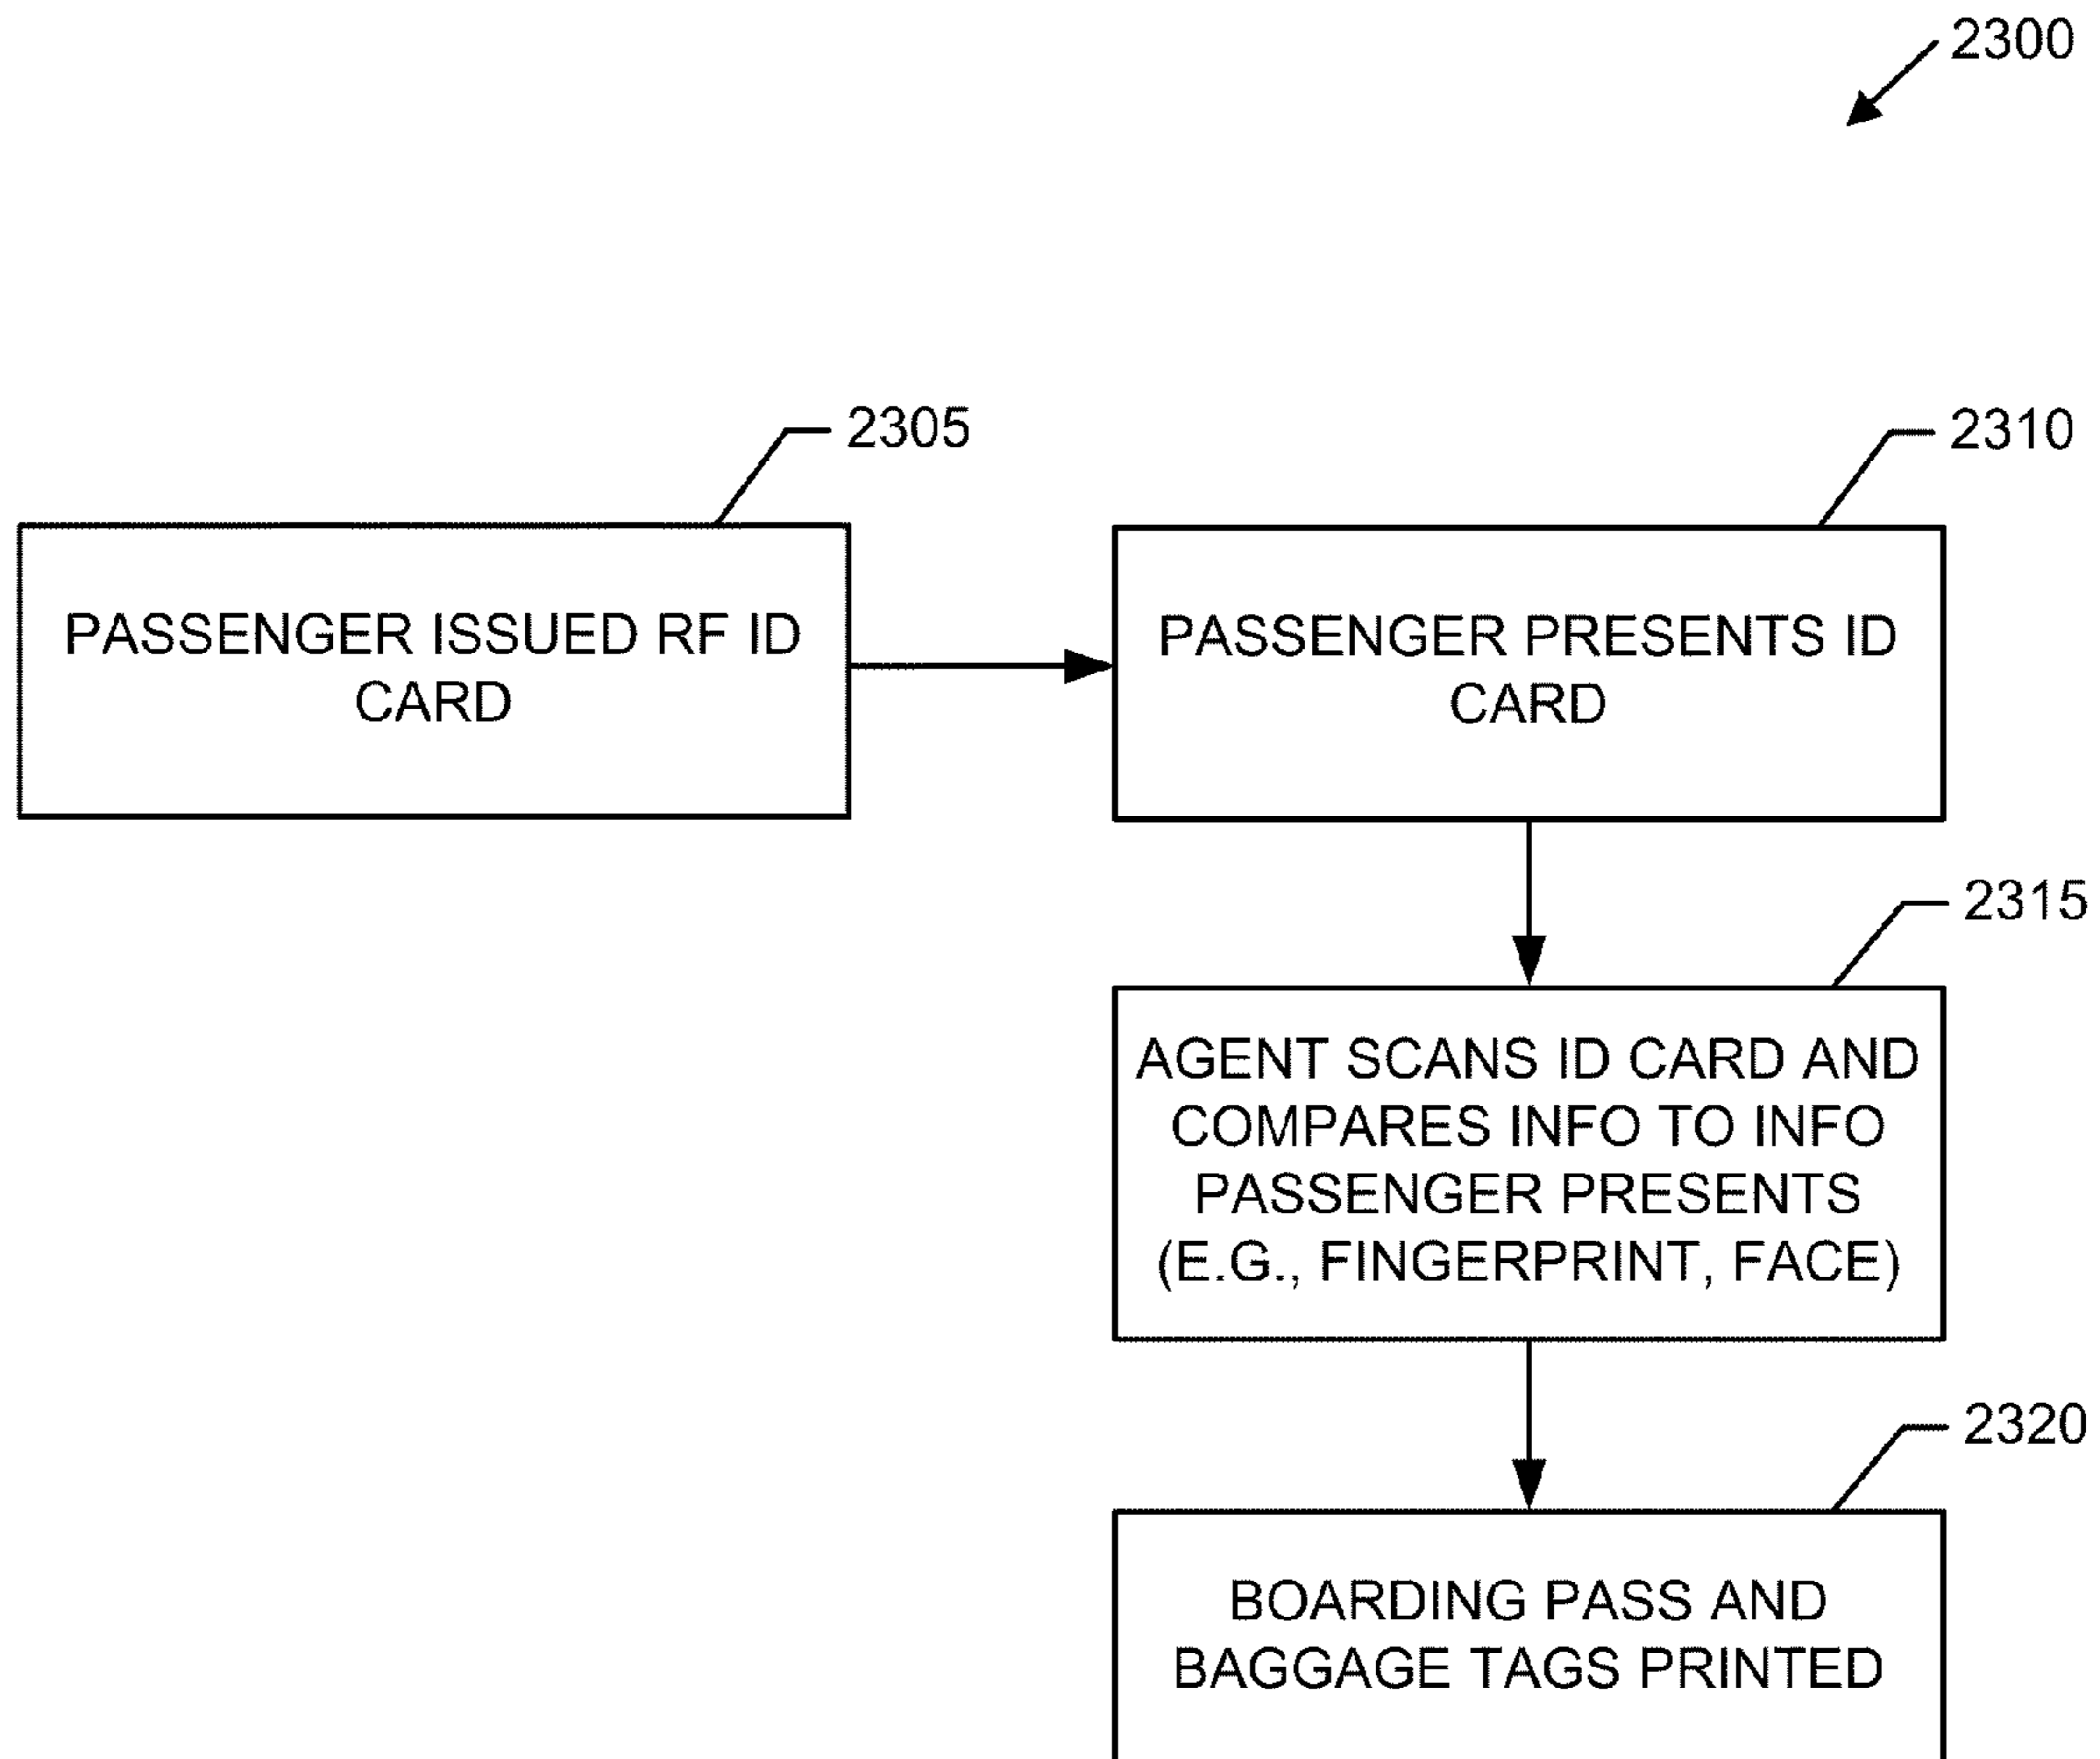 2300
2305
2310
PASSENGER ISSUED RF ID
CARD
PASSENGER PRESENTS ID
CARD
2315
AGENT SCANS ID CARD AND
COMPARES INFO TO INFO
PASSENGER PRESENTS
(E.G., FINGERPRINT, FACE)
2320
BOARDING PASS AND
BAGGAGE TAGS PRINTED